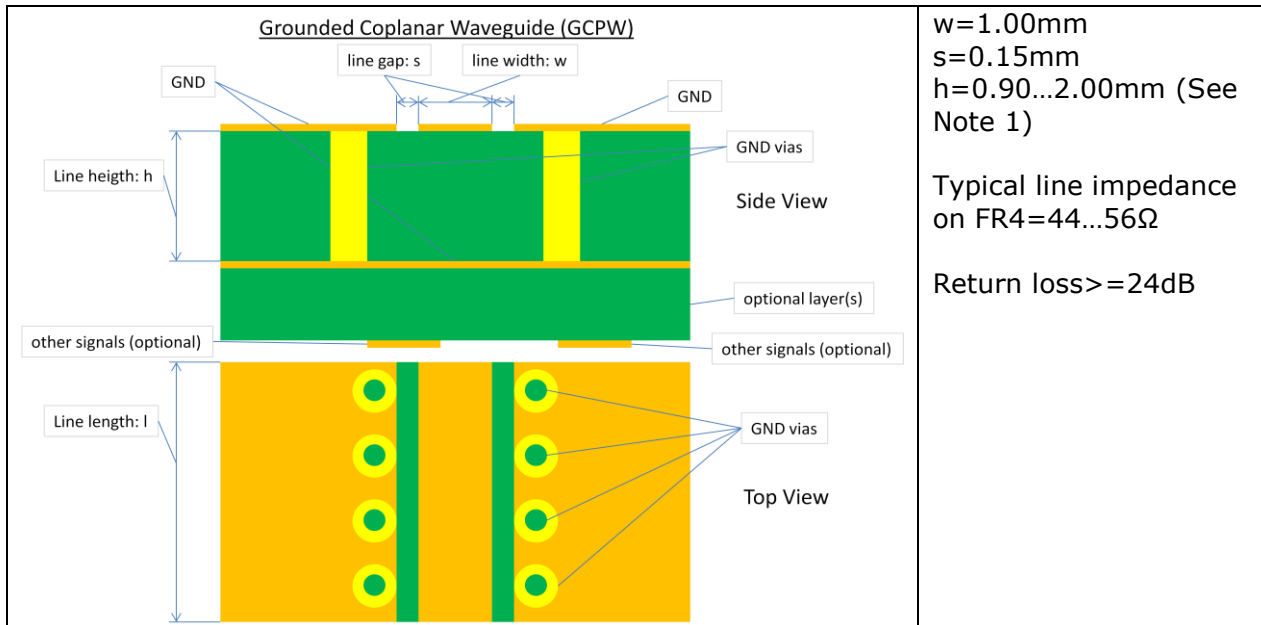 Grounded Coplanar Waveguide (GCPW)
line gap: s
line width: w
GND
GND
GND vias
Line heigth: h
Side View
optional layer(s)
other signals (optional)
other signals (optional)
Line length: l
GND vias
Top View
w=1.00mm
s=0.15mm
h=0.90...2.00mm (See
Note 1)
Typical line impedance
on FR4=44...56Ω
Return loss>=24dB